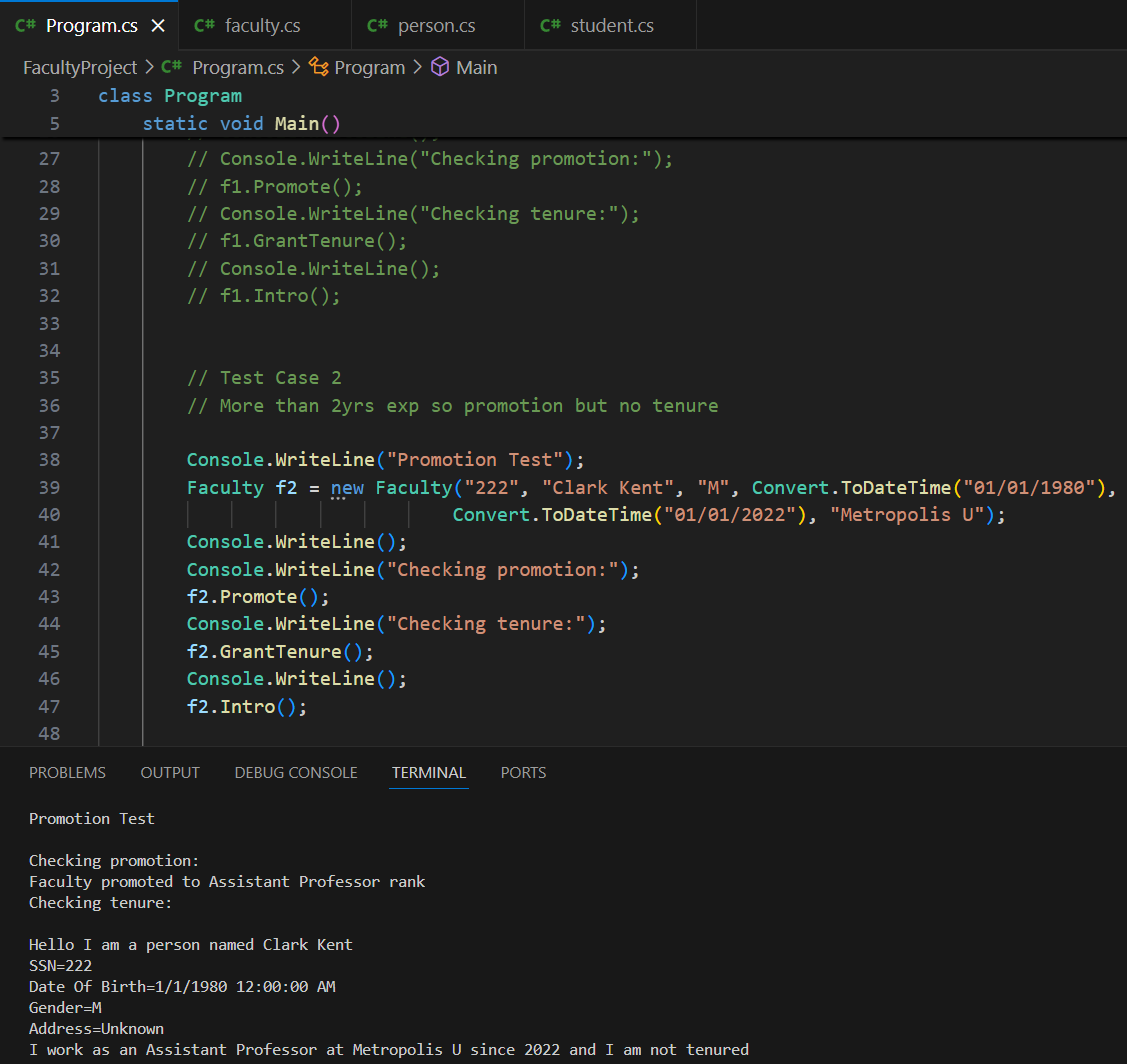 C# Program.cs × C# faculty.cs C# person.cs C# student.cs
FacultyProject > C# Program.cs > Program > Main
3 class Program
5 static void Main()
27 // Console.WriteLine("Checking promotion:");
28 // f1.Promote();
29 // Console.WriteLine("Checking tenure:");
30 // f1.GrantTenure();
31 // Console.WriteLine();
32 // f1.Intro();
33
34
35 // Test Case 2
36 // More than 2yrs exp so promotion but no tenure
37
38 Console.WriteLine("Promotion Test");
39 Faculty f2 = new Faculty("222", "Clark Kent", "M", Convert.ToDateTime("01/01/1980"),
40 Convert.ToDateTime("01/01/2022"), "Metropolis U");
41 Console.WriteLine();
42 Console.WriteLine("Checking promotion:");
43 f2.Promote();
44 Console.WriteLine("Checking tenure:");
45 f2.GrantTenure();
46 Console.WriteLine();
47 f2.Intro();
48
PROBLEMS OUTPUT DEBUG CONSOLE TERMINAL PORTS
Promotion Test
Checking promotion:
Faculty promoted to Assistant Professor rank
Checking tenure:
Hello I am a person named Clark Kent
SSN=222
Date Of Birth=1/1/1980 12:00:00 AM
Gender=M
Address=Unknown
I work as an Assistant Professor at Metropolis U since 2022 and I am not tenured